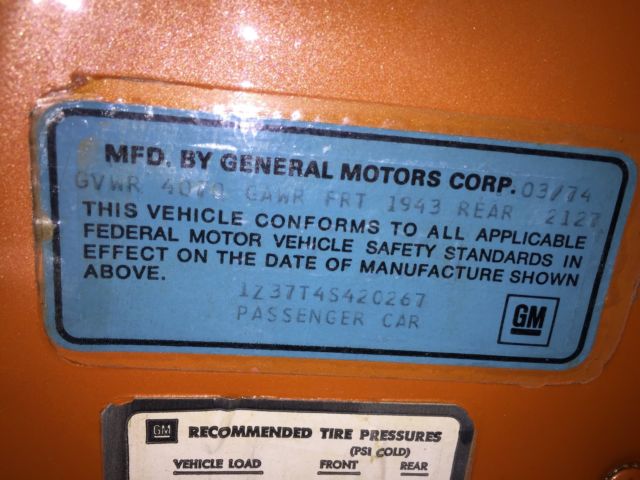 MFD. BY GENERAL MOTORS CORP. 03/74
GVWR 4070 GAWR FRT 1943 REAR 2127
THIS VEHICLE CONFORMS TO ALL APPLICABLE
FEDERAL MOTOR VEHICLE SAFETY STANDARDS IN
EFFECT ON THE DATE OF MANUFACTURE SHOWN
ABOVE.
1Z37T4S420267
PASSENGER CAR
GM
GM RECOMMENDED TIRE PRESSURES
(PSI COLD)
VEHICLE LOAD FRONT REAR